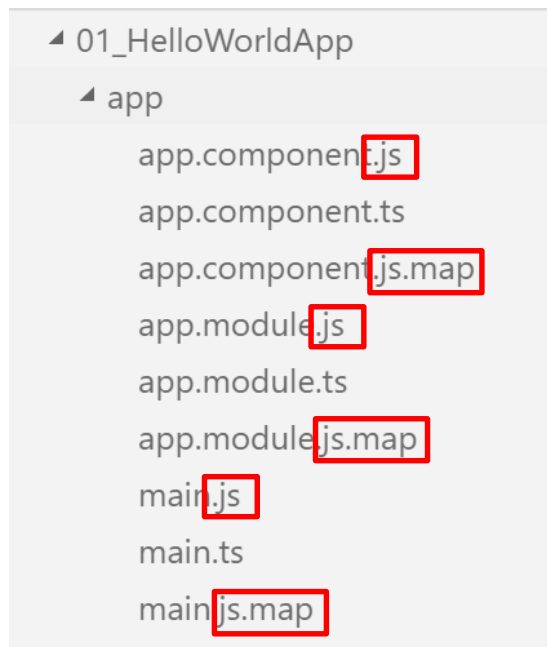 01_HelloWorldApp
app
app.component.js
app.component.ts
app.component.js.map
app.module.js
app.module.ts
app.module.js.map
main.js
main.ts
main.js.map